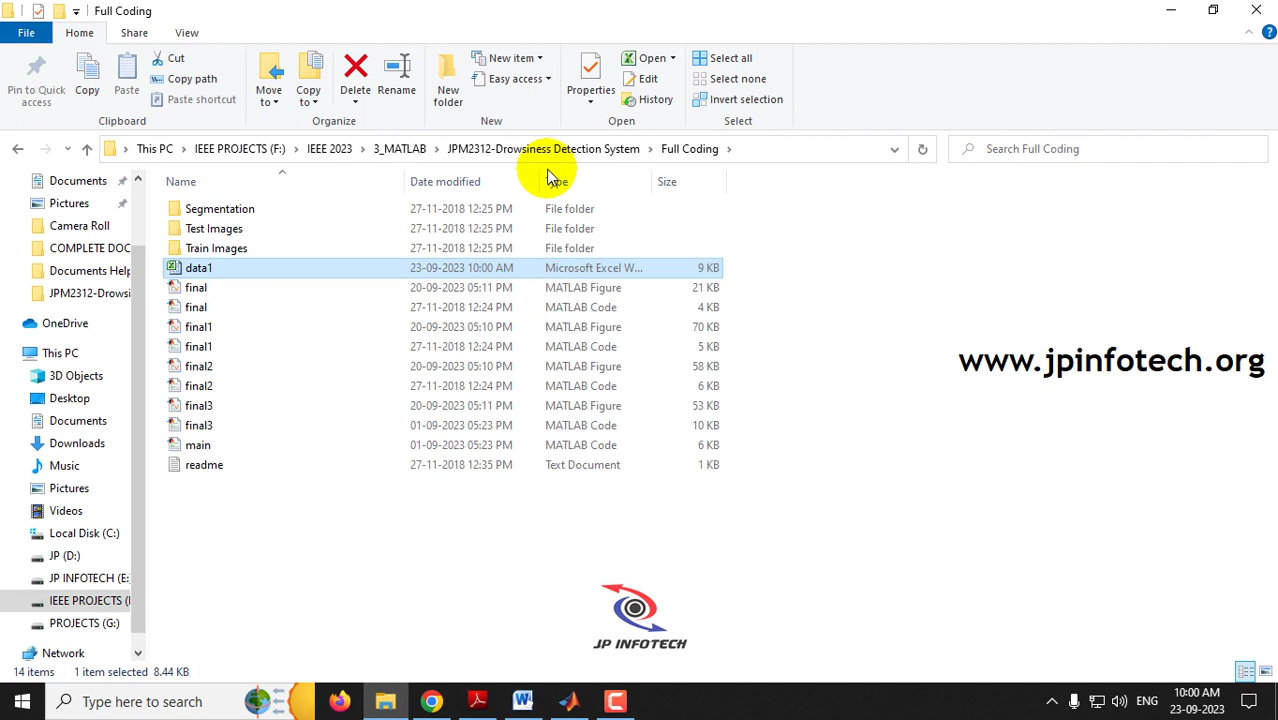 Full Coding
File Home Share View
Pin to Quick access
Copy
Paste
Cut
Copy path
Paste shortcut
Clipboard
Move to
Copy to
Delete
Rename
Organize
New folder
New item
Easy access
New
Properties
Open
Edit
History
Open
Select all
Select none
Invert selection
Select
This PC > IEEE PROJECTS (F:) > IEEE 2023 > 3_MATLAB > JPM2312-Drowsiness Detection System > Full Coding >
Search Full Coding
Documents
Pictures
Camera Roll
COMPLETE DOC
Documents Help
JPM2312-Drowsi
OneDrive
This PC
3D Objects
Desktop
Documents
Downloads
Music
Pictures
Videos
Local Disk (C:)
JP (D:)
JP INFOTECH (E:
IEEE PROJECTS (
PROJECTS (G:)
Network
Name Date modified Type Size
Segmentation 27-11-2018 12:25 PM File folder
Test Images 27-11-2018 12:25 PM File folder
Train Images 27-11-2018 12:25 PM File folder
data1 23-09-2023 10:00 AM Microsoft Excel W... 9 KB
final 20-09-2023 05:11 PM MATLAB Figure 21 KB
final 27-11-2018 12:24 PM MATLAB Code 4 KB
final1 20-09-2023 05:10 PM MATLAB Figure 70 KB
final1 27-11-2018 12:24 PM MATLAB Code 5 KB
final2 20-09-2023 05:10 PM MATLAB Figure 58 KB
final2 27-11-2018 12:24 PM MATLAB Code 6 KB
final3 20-09-2023 05:11 PM MATLAB Figure 53 KB
final3 01-09-2023 05:23 PM MATLAB Code 10 KB
main 01-09-2023 05:23 PM MATLAB Code 6 KB
readme 27-11-2018 12:35 PM Text Document 1 KB
www.jpinfotech.org
JP INFOTECH
14 items 1 item selected 8.44 KB
Type here to search
ENG
10:00 AM
23-09-2023